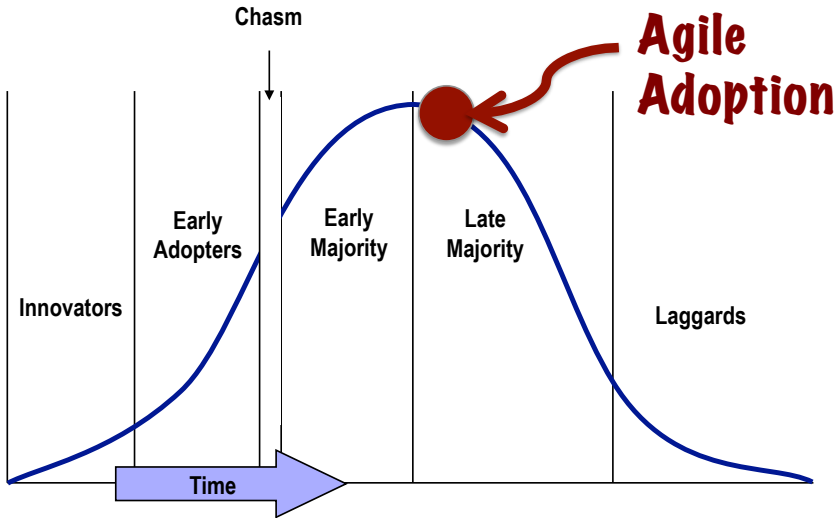 Chasm
Agile
Adoption
Early
Adopters
Early
Majority
Late
Majority
Innovators
Laggards
Time